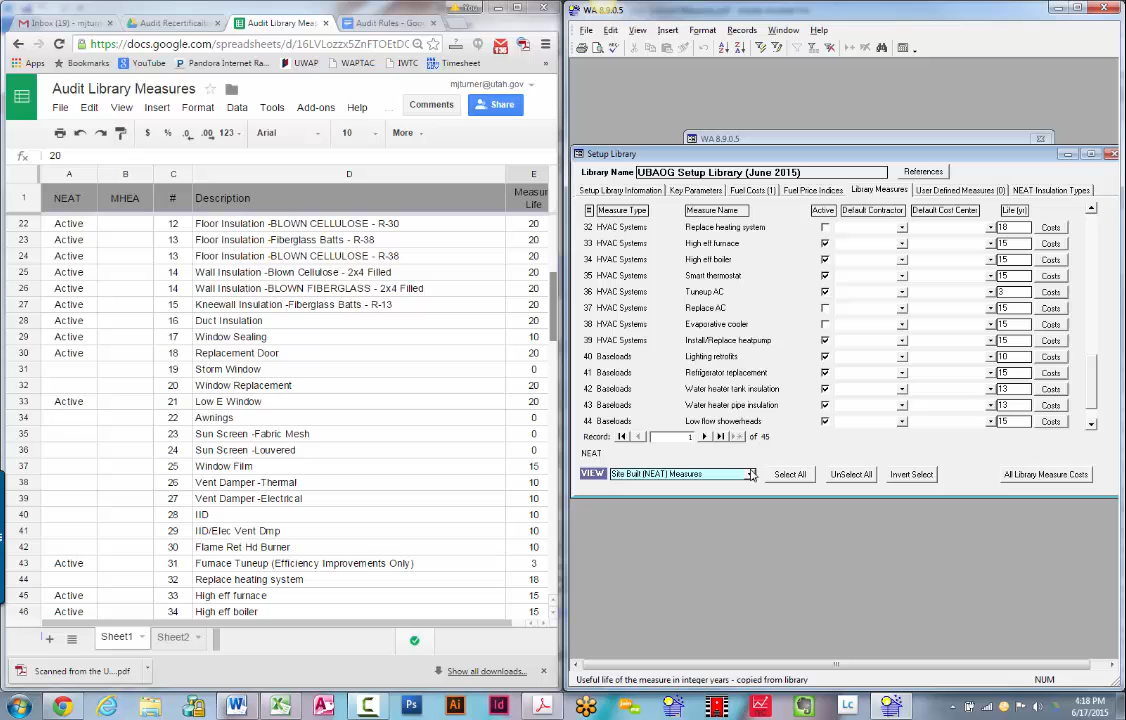 You
Inbox (19) - mjturn
Audit Recertificati
Audit Library Meas
Audit Rules - Goo
https://docs.google.com/spreadsheets/d/16LVLozzx5ZnFTOEtDC
Apps Bookmarks YouTube Pandora Internet Ra UWAP WAPTAC IWTC Timesheet
Audit Library Measures
mjturner@utah.gov
File Edit View Insert Format Data Tools Add-ons Help ...
Comments Share
$ % .0 .00 123 Arial 10 More
fx 20
A B C D E
1 NEAT MHEA # Description Measur Life
22 Active 12 Floor Insulation -BLOWN CELLULOSE - R-30 20
23 Active 13 Floor Insulation -Fiberglass Batts - R-38 20
24 Active 13 Floor Insulation -BLOWN CELLULOSE - R-38 20
25 Active 14 Wall Insulation -Blown Cellulose - 2x4 Filled 20
26 Active 14 Wall Insulation -BLOWN FIBERGLASS - 2x4 Filled 20
27 Active 15 Kneewall Insulation -Fiberglass Batts - R-13 20
28 Active 16 Duct Insulation 20
29 Active 17 Window Sealing 10
30 Active 18 Replacement Door 20
31 19 Storm Window 0
32 20 Window Replacement 20
33 Active 21 Low E Window 20
34 22 Awnings 0
35 23 Sun Screen -Fabric Mesh 0
36 24 Sun Screen -Louvered 0
37 25 Window Film 15
38 26 Vent Damper -Thermal 10
39 27 Vent Damper -Electrical 10
40 28 IID 10
41 29 IID/Elec Vent Dmp 10
42 30 Flame Ret Hd Burner 10
43 Active 31 Furnace Tuneup (Efficiency Improvements Only) 3
44 32 Replace heating system 18
45 Active 33 High eff furnace 15
46 Active 34 High eff boiler 15
+ Sheet1 Sheet2
Scanned from the U....pdf
Show all downloads...
WA 8.9.0.5
File Edit View Insert Format Records Window Help
WA 8.9.0.5
Setup Library
Library Name UBAOG Setup Library (June 2015) References
Setup Library Information Key Parameters Fuel Costs (1) Fuel Price Indices Library Measures User Defined Measures (0) NEAT Insulation Types
# Measure Type Measure Name Active Default Contractor Default Cost Center Life (yr)
32 HVAC Systems Replace heating system 18 Costs
33 HVAC Systems High eff furnace 15 Costs
34 HVAC Systems High eff boiler 15 Costs
35 HVAC Systems Smart thermostat 15 Costs
36 HVAC Systems Tuneup AC 3 Costs
37 HVAC Systems Replace AC 15 Costs
38 HVAC Systems Evaporative cooler 15 Costs
39 HVAC Systems Install/Replace heatpump 15 Costs
40 Baseloads Lighting retrofits 10 Costs
41 Baseloads Refrigerator replacement 15 Costs
42 Baseloads Water heater tank insulation 13 Costs
43 Baseloads Water heater pipe insulation 13 Costs
44 Baseloads Low flow showerheads 15 Costs
Record: 1 of 45
NEAT
VIEW Site Built (NEAT) Measures Select All UnSelect All Invert Select All Library Measure Costs
Useful life of the measure in integer years - copied from library NUM
Ps Ai Id LC
4:18 PM
6/17/2015